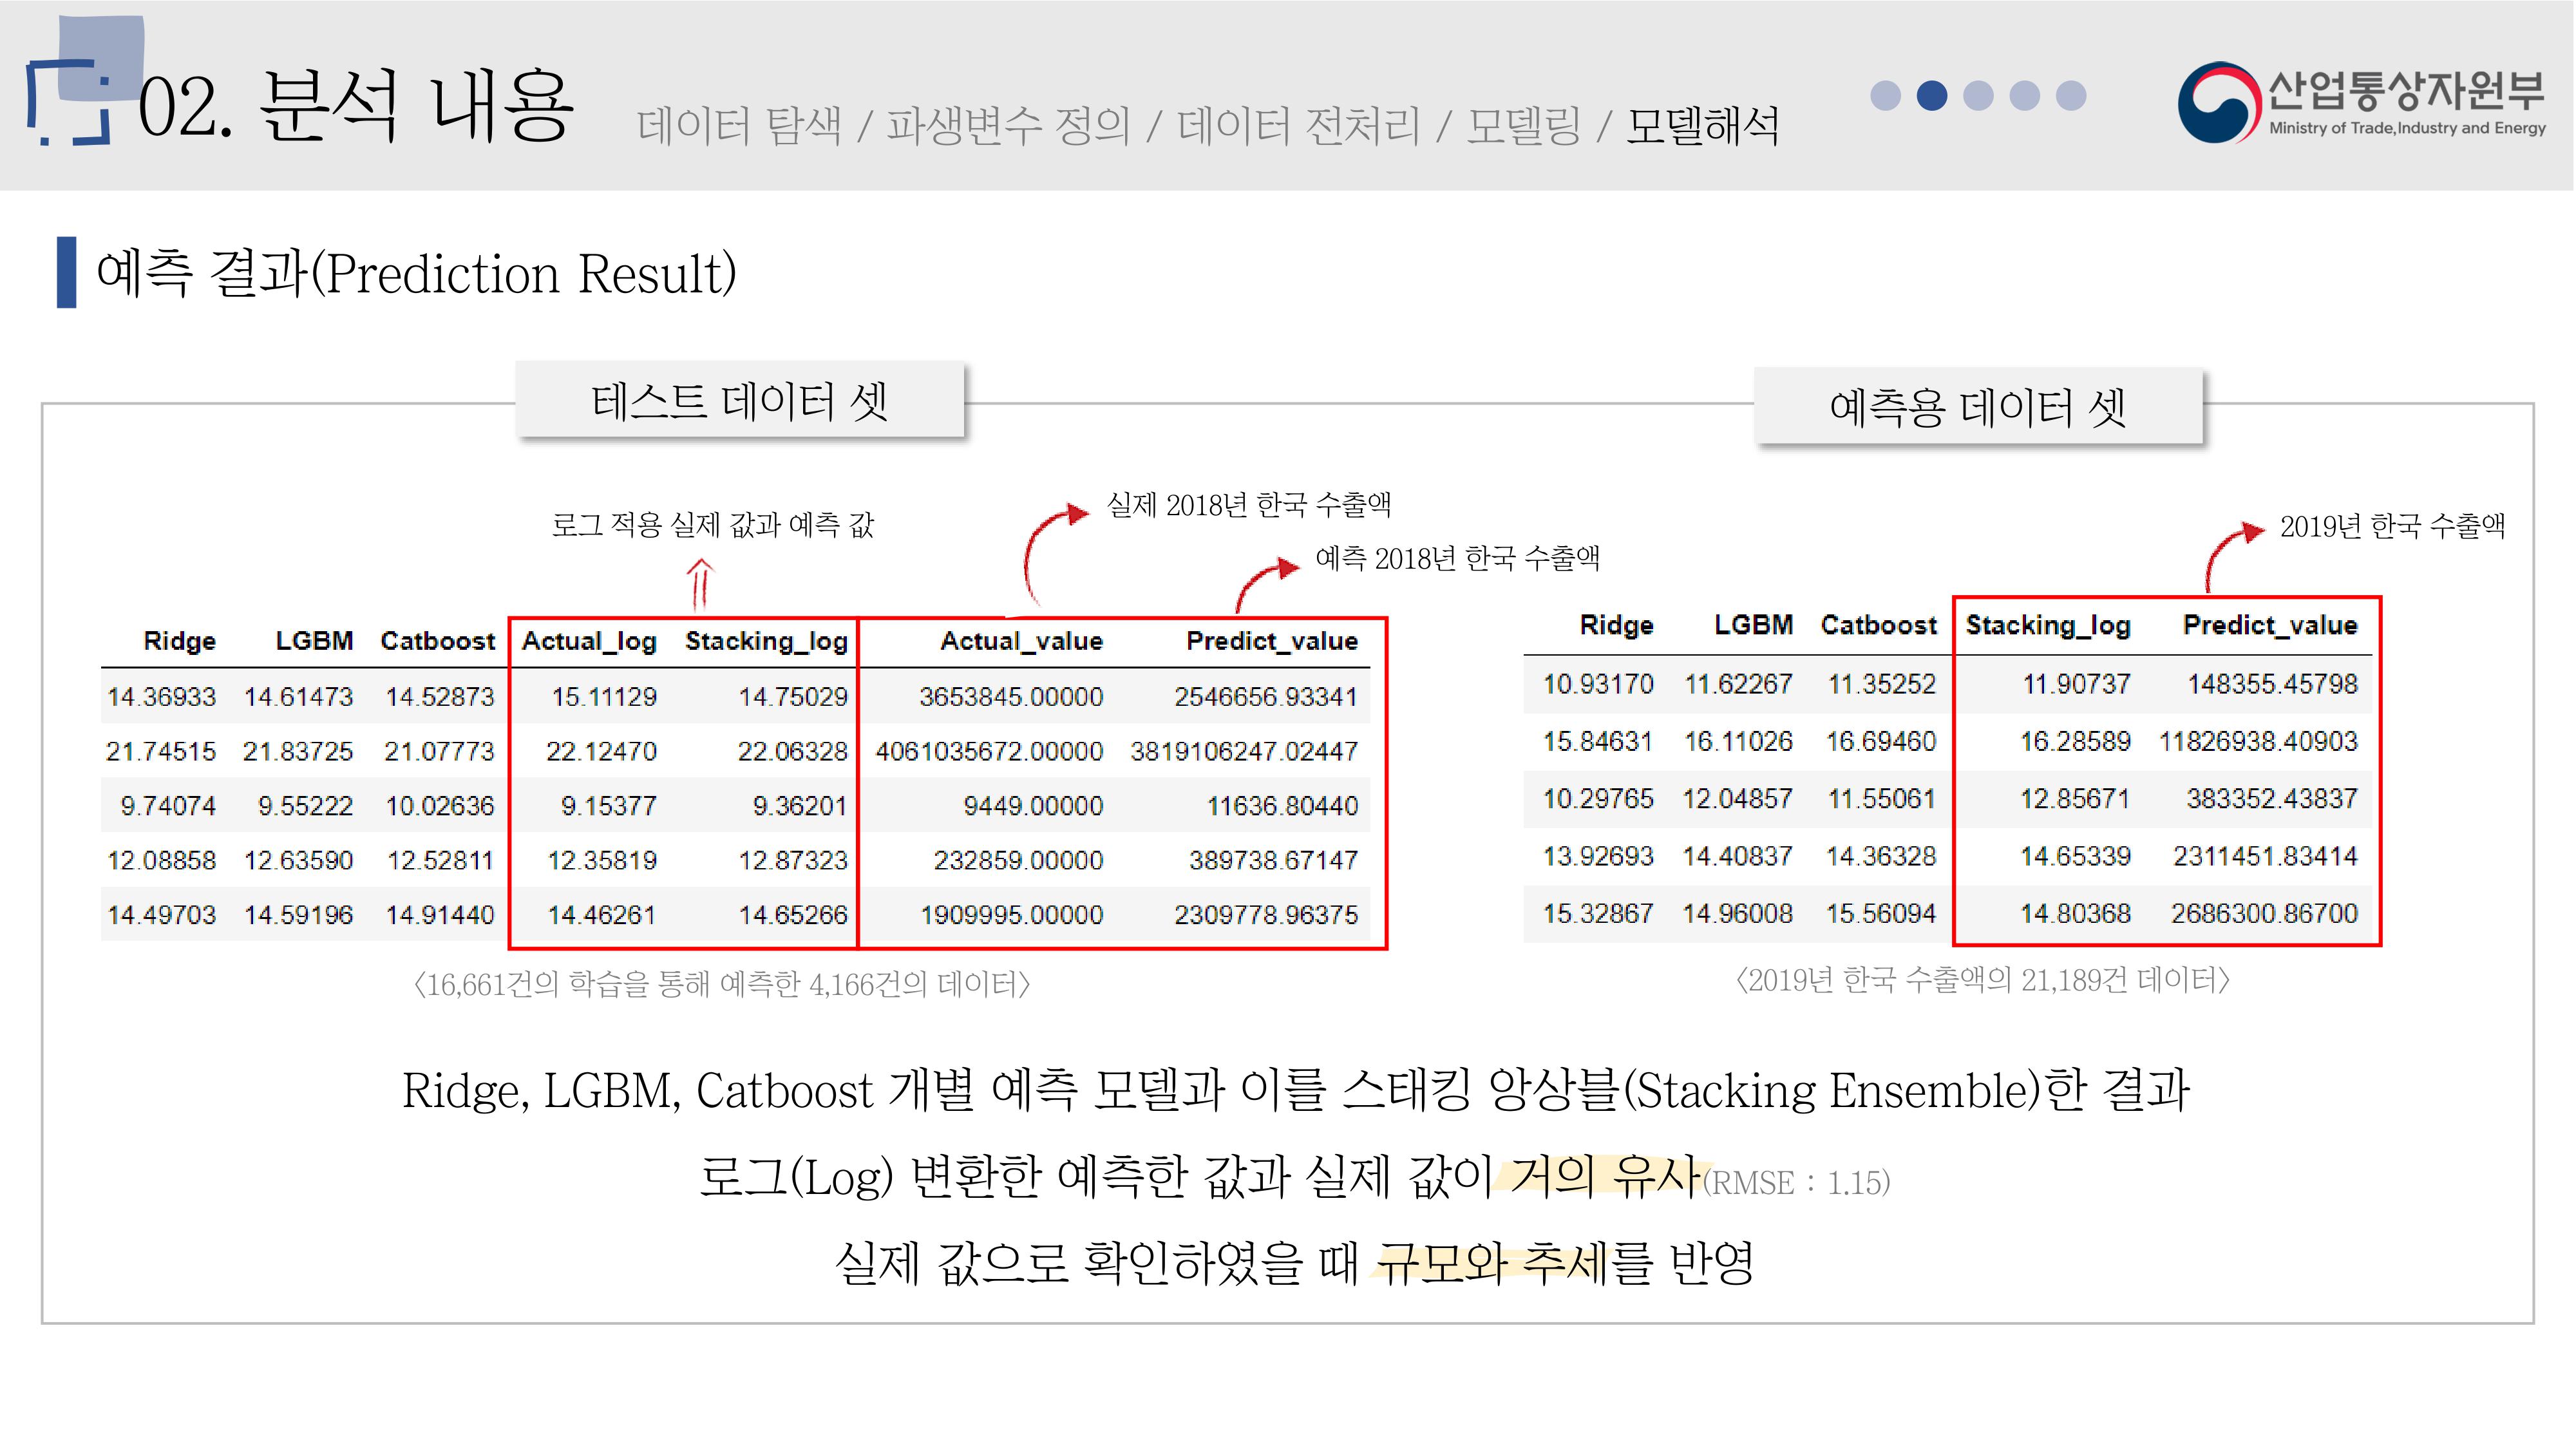 02. 분석 내용
데이터 탐색 / 파생변수 정의 / 데이터 전처리 / 모델링 / 모델해석
산업통상자원부
Ministry of Trade,Industry and Energy
예측 결과(Prediction Result)
테스트 데이터 셋
로그 적용 실제 값과 예측 값
실제 2018년 한국 수출액
예측 2018년 한국 수출액
Ridge LGBM Catboost Actual_log Stacking_log Actual_value Predict_value
14.36933 14.61473 14.52873 15.11129 14.75029 3653845.00000 2546656.93341
21.74515 21.83725 21.07773 22.12470 22.06328 4061035672.00000 3819106247.02447
9.74074 9.55222 10.02636 9.15377 9.36201 9449.00000 11636.80440
12.08858 12.63590 12.52811 12.35819 12.87323 232859.00000 389738.67147
14.49703 14.59196 14.91440 14.46261 14.65266 1909995.00000 2309778.96375
〈16,661건의 학습을 통해 예측한 4,166건의 데이터〉
예측용 데이터 셋
2019년 한국 수출액
Ridge LGBM Catboost Stacking_log Predict_value
10.93170 11.62267 11.35252 11.90737 148355.45798
15.84631 16.11026 16.69460 16.28589 11826938.40903
10.29765 12.04857 11.55061 12.85671 383352.43837
13.92693 14.40837 14.36328 14.65339 2311451.83414
15.32867 14.96008 15.56094 14.80368 2686300.86700
〈2019년 한국 수출액의 21,189건 데이터〉
Ridge, LGBM, Catboost 개별 예측 모델과 이를 스태킹 앙상블(Stacking Ensemble)한 결과
로그(Log) 변환한 예측한 값과 실제 값이 거의 유사(RMSE : 1.15)
실제 값으로 확인하였을 때 규모와 추세를 반영